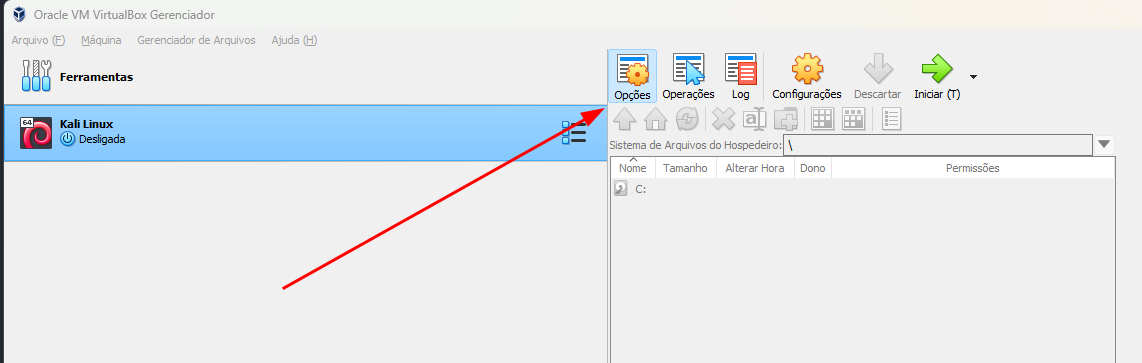 Oracle VM VirtualBox Gerenciador
Arquivo (F) Máquina Gerenciador de Arquivos Ajuda (H)
Ferramentas
64
Kali Linux
Desligada
Opções Operações Log Configurações Descartar Iniciar (T)
Sistema de Arquivos do Hospedeiro: \
Nome Tamanho Alterar Hora Dono Permissões
C: